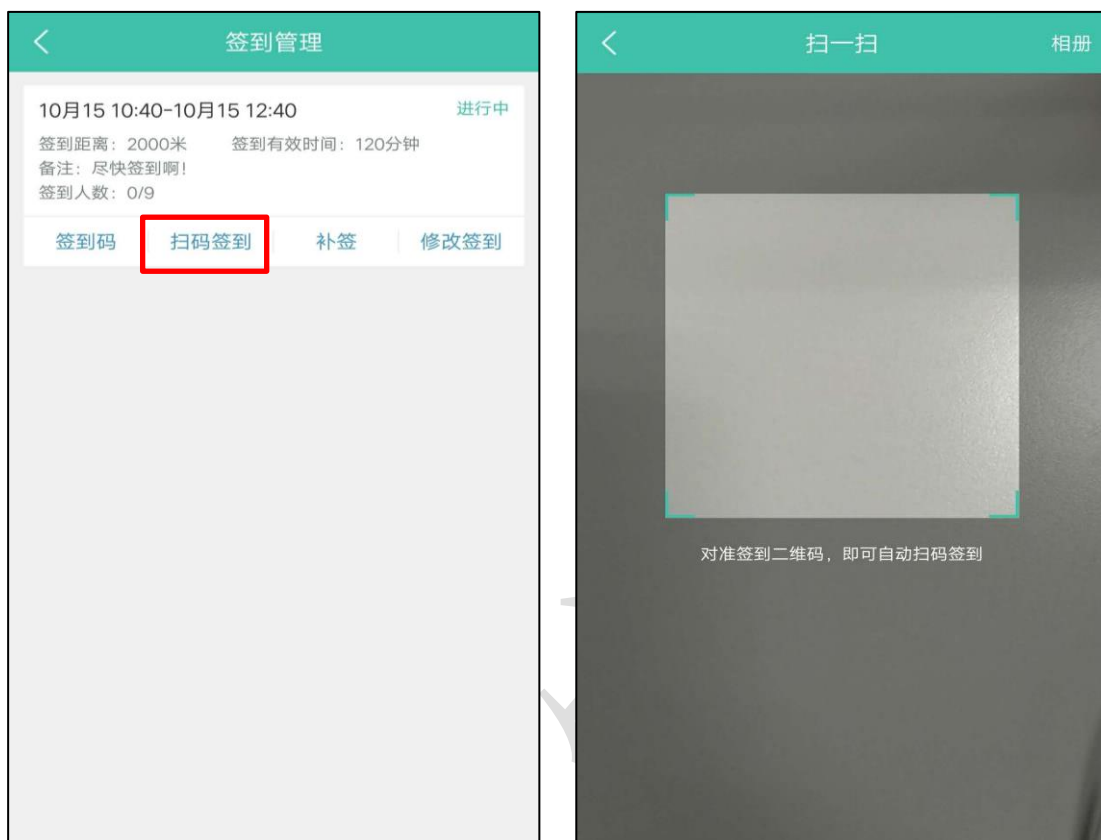 签到管理
10月15 10:40-10月15 12:40 进行中
签到距离：2000米 签到有效时间：120分钟
备注：尽快签到啊！
签到人数：0/9
签到码 扫码签到 补签 修改签到
扫一扫 相册
对准签到二维码，即可自动扫码签到